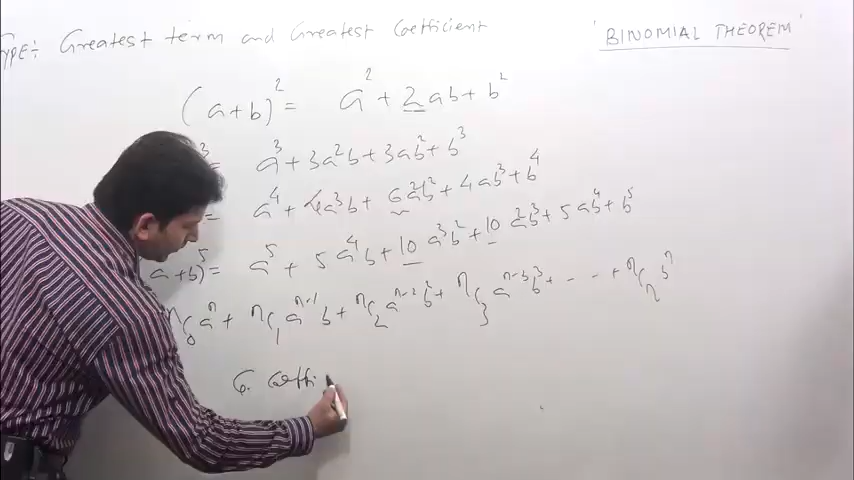 TYPE:- Greatest term and Greatest Coefficient
'BINOMIAL THEOREM'
(a+b)² = a² + 2ab + b²
³ = a³ + 3a²b + 3ab² + b³
= a⁴ + 4a³b + 6a²b² + 4ab³ + b⁴
a+b)⁵ = a⁵ + 5a⁴b + 10a³b² + 10a²b³ + 5ab⁴ + b⁵
ⁿC₀aⁿ + ⁿC₁aⁿ⁻¹b + ⁿC₂aⁿ⁻²b² + ⁿC₃aⁿ⁻³b³ + - - + ⁿCₙbⁿ
G. Coeffi